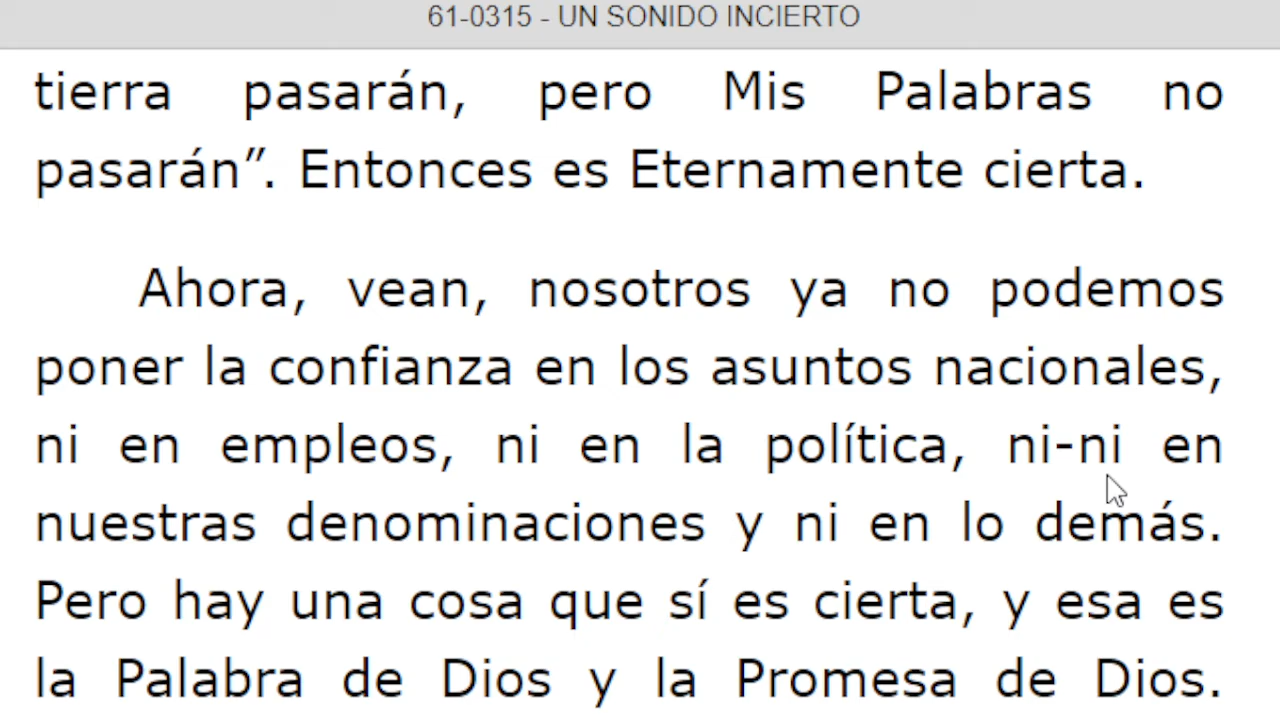 61-0315 - UN SONIDO INCIERTO
tierra pasarán, pero Mis Palabras no
pasarán”. Entonces es Eternamente cierta.
Ahora, vean, nosotros ya no podemos
poner la confianza en los asuntos nacionales,
ni en empleos, ni en la política, ni-ni en
nuestras denominaciones y ni en lo demás.
Pero hay una cosa que sí es cierta, y esa es
la Palabra de Dios y la Promesa de Dios.